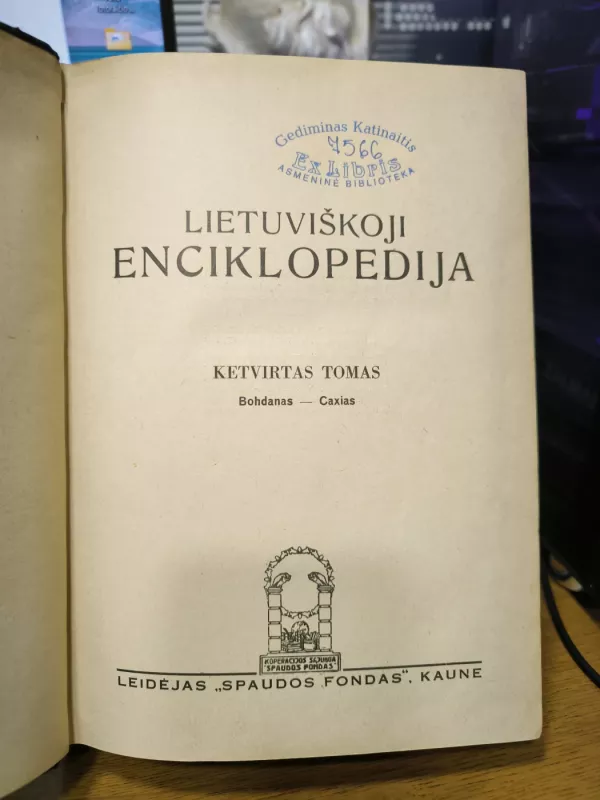 Gediminas Katinaitis
7566
Ex Libris
ASMENINĖ BIBLIOTEKA
LIETUVIŠKOJI
ENCIKLOPEDIJA
KETVIRTAS TOMAS
Bohdanas — Caxias
KOPERACIJOS SĄJUNGA
"SPAUDOS FONDAS"
LEIDĖJAS „SPAUDOS FONDAS“, KAUNE